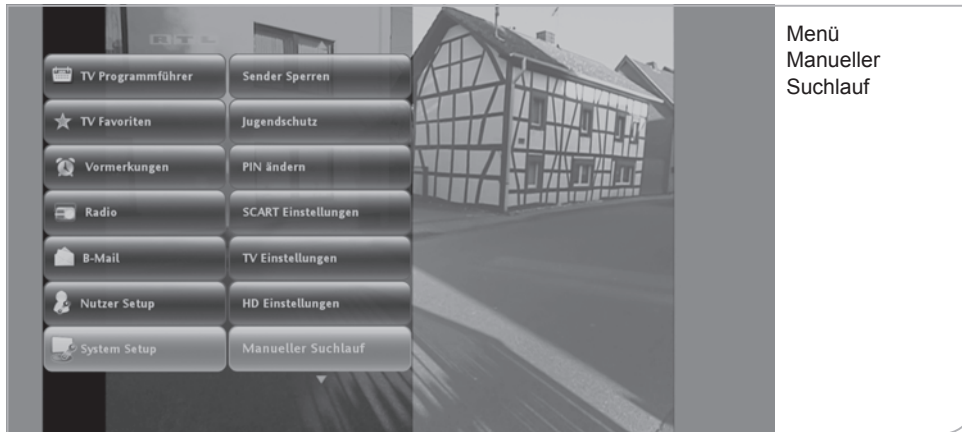 RTL
TV Programmführer
Sender Sperren
TV Favoriten
Jugendschutz
Vormerkungen
PIN ändern
Radio
SCART Einstellungen
B-Mail
TV Einstellungen
Nutzer Setup
HD Einstellungen
System Setup
Manueller Suchlauf
Menü
Manueller
Suchlauf